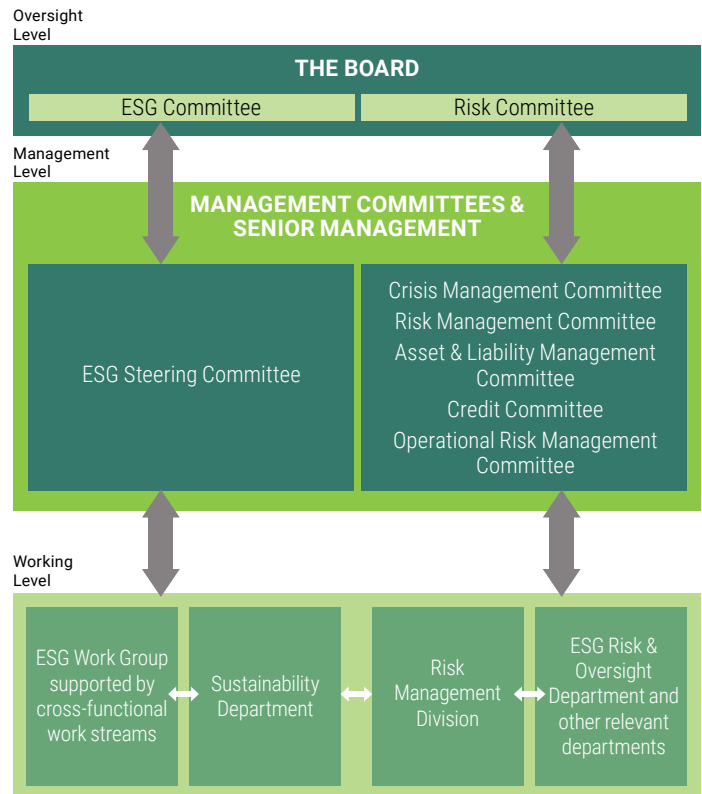 Oversight
Level
THE BOARD
ESG Committee
Risk Committee
Management
Level
MANAGEMENT COMMITTEES &
SENIOR MANAGEMENT
ESG Steering Committee
Crisis Management Committee
Risk Management Committee
Asset & Liability Management
Committee
Credit Committee
Operational Risk Management
Committee
Working
Level
ESG Work Group
supported by
cross-functional
work streams
Sustainability
Department
Risk
Management
Division
ESG Risk &
Oversight
Department and
other relevant
departments